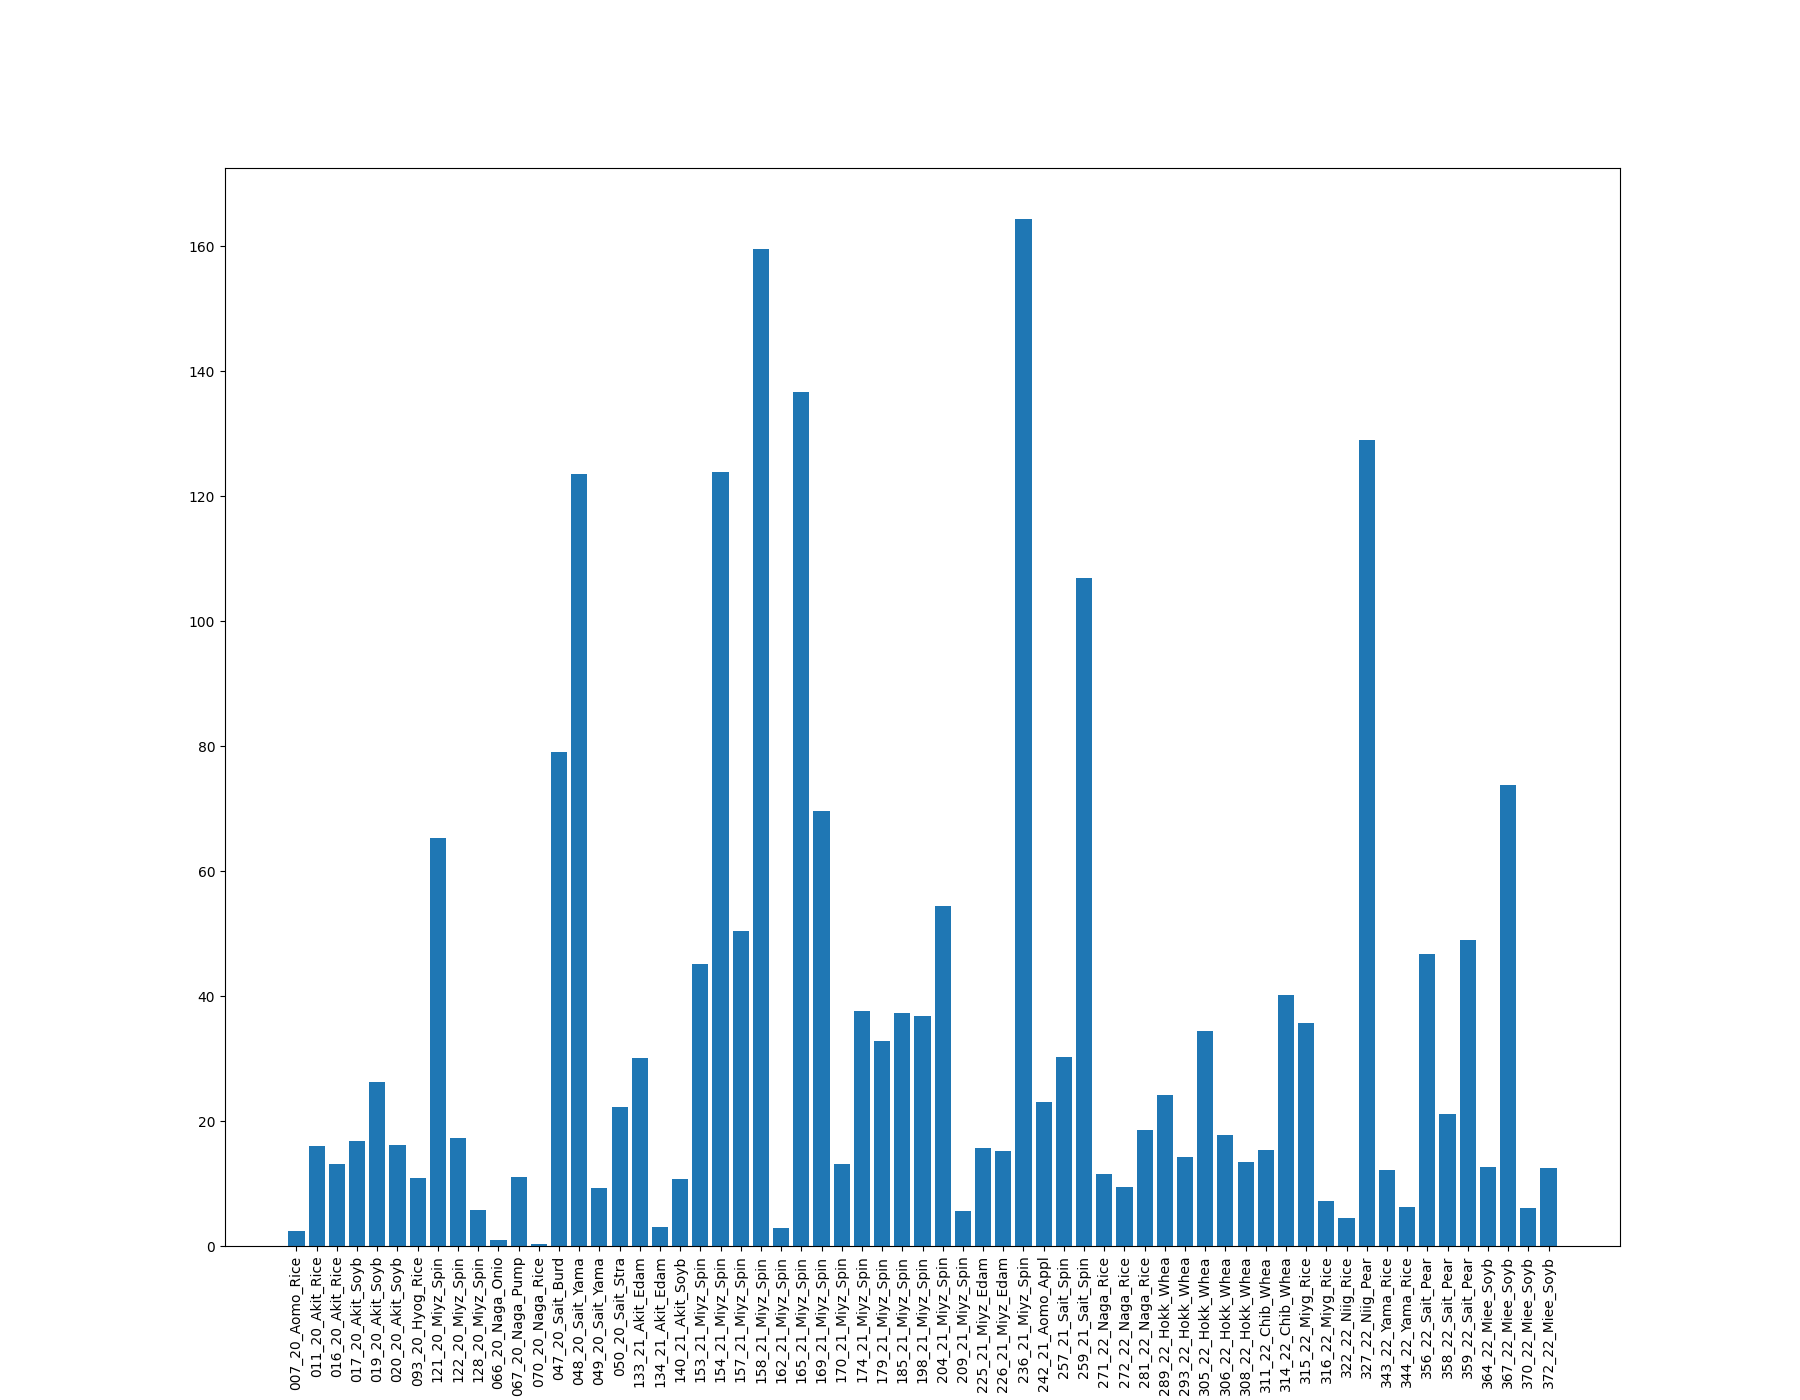 160
140
120
100
80
60
40
20
0
007_20_Aomo_Rice
011_20_Akit_Rice
016_20_Akit_Rice
017_20_Akit_Soyb
019_20_Akit_Soyb
020_20_Akit_Soyb
093_20_Hyog_Rice
121_20_Miyz_Spin
122_20_Miyz_Spin
128_20_Miyz_Spin
066_20_Naga_Onio
067_20_Naga_Pump
070_20_Naga_Rice
047_20_Sait_Burd
048_20_Sait_Yama
049_20_Sait_Yama
050_20_Sait_Stra
133_21_Akit_Edam
134_21_Akit_Edam
140_21_Akit_Soyb
153_21_Miyz_Spin
154_21_Miyz_Spin
157_21_Miyz_Spin
158_21_Miyz_Spin
162_21_Miyz_Spin
165_21_Miyz_Spin
169_21_Miyz_Spin
170_21_Miyz_Spin
174_21_Miyz_Spin
179_21_Miyz_Spin
185_21_Miyz_Spin
198_21_Miyz_Spin
204_21_Miyz_Spin
209_21_Miyz_Spin
225_21_Miyz_Edam
226_21_Miyz_Edam
236_21_Miyz_Spin
242_21_Aomo_Appl
257_21_Sait_Spin
259_21_Sait_Spin
271_22_Naga_Rice
272_22_Naga_Rice
281_22_Naga_Rice
289_22_Hokk_Whea
293_22_Hokk_Whea
305_22_Hokk_Whea
306_22_Hokk_Whea
308_22_Hokk_Whea
311_22_Chib_Whea
314_22_Chib_Whea
315_22_Miyg_Rice
316_22_Miyg_Rice
322_22_Niig_Rice
327_22_Niig_Pear
343_22_Yama_Rice
344_22_Yama_Rice
356_22_Sait_Pear
358_22_Sait_Pear
359_22_Sait_Pear
364_22_Miee_Soyb
367_22_Miee_Soyb
370_22_Miee_Soyb
372_22_Miee_Soyb